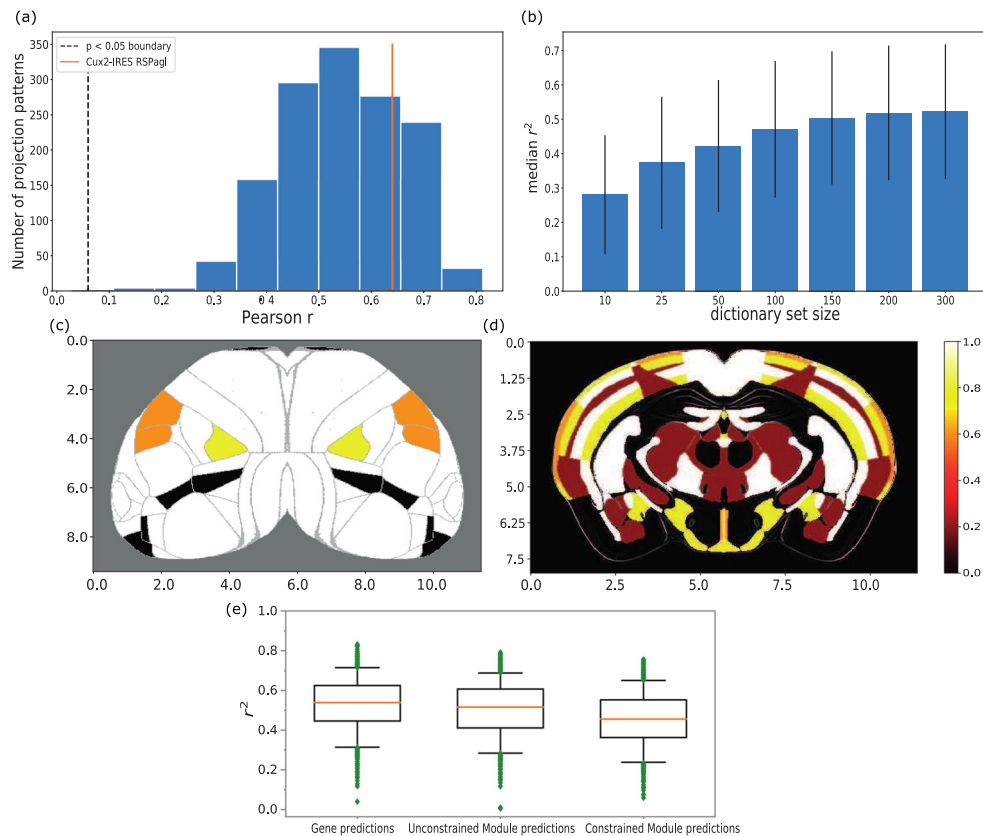 (a)
p < 0.05 boundary
Cux2-IRES RSPagl
Number of projection patterns
350
300
250
200
150
100
50
0
0.0 0.1 0.2 0.3 0.4 0.5 0.6 0.7 0.8
Pearson r
(b)
median r²
0.7
0.6
0.5
0.4
0.3
0.2
0.1
0.0
10 25 50 100 150 200 300
dictionary set size
(c)
0.0
2.0
4.0
6.0
8.0
0.0 2.0 4.0 6.0 8.0 10.0
(d)
0.0
1.25
2.5
3.75
5.0
6.25
7.5
0.0 2.5 5.0 7.5 10.0
1.0
0.8
0.6
0.4
0.2
0.0
(e)
r²
1.0
0.8
0.6
0.4
0.2
0.0
Gene predictions Unconstrained Module predictions Constrained Module predictions